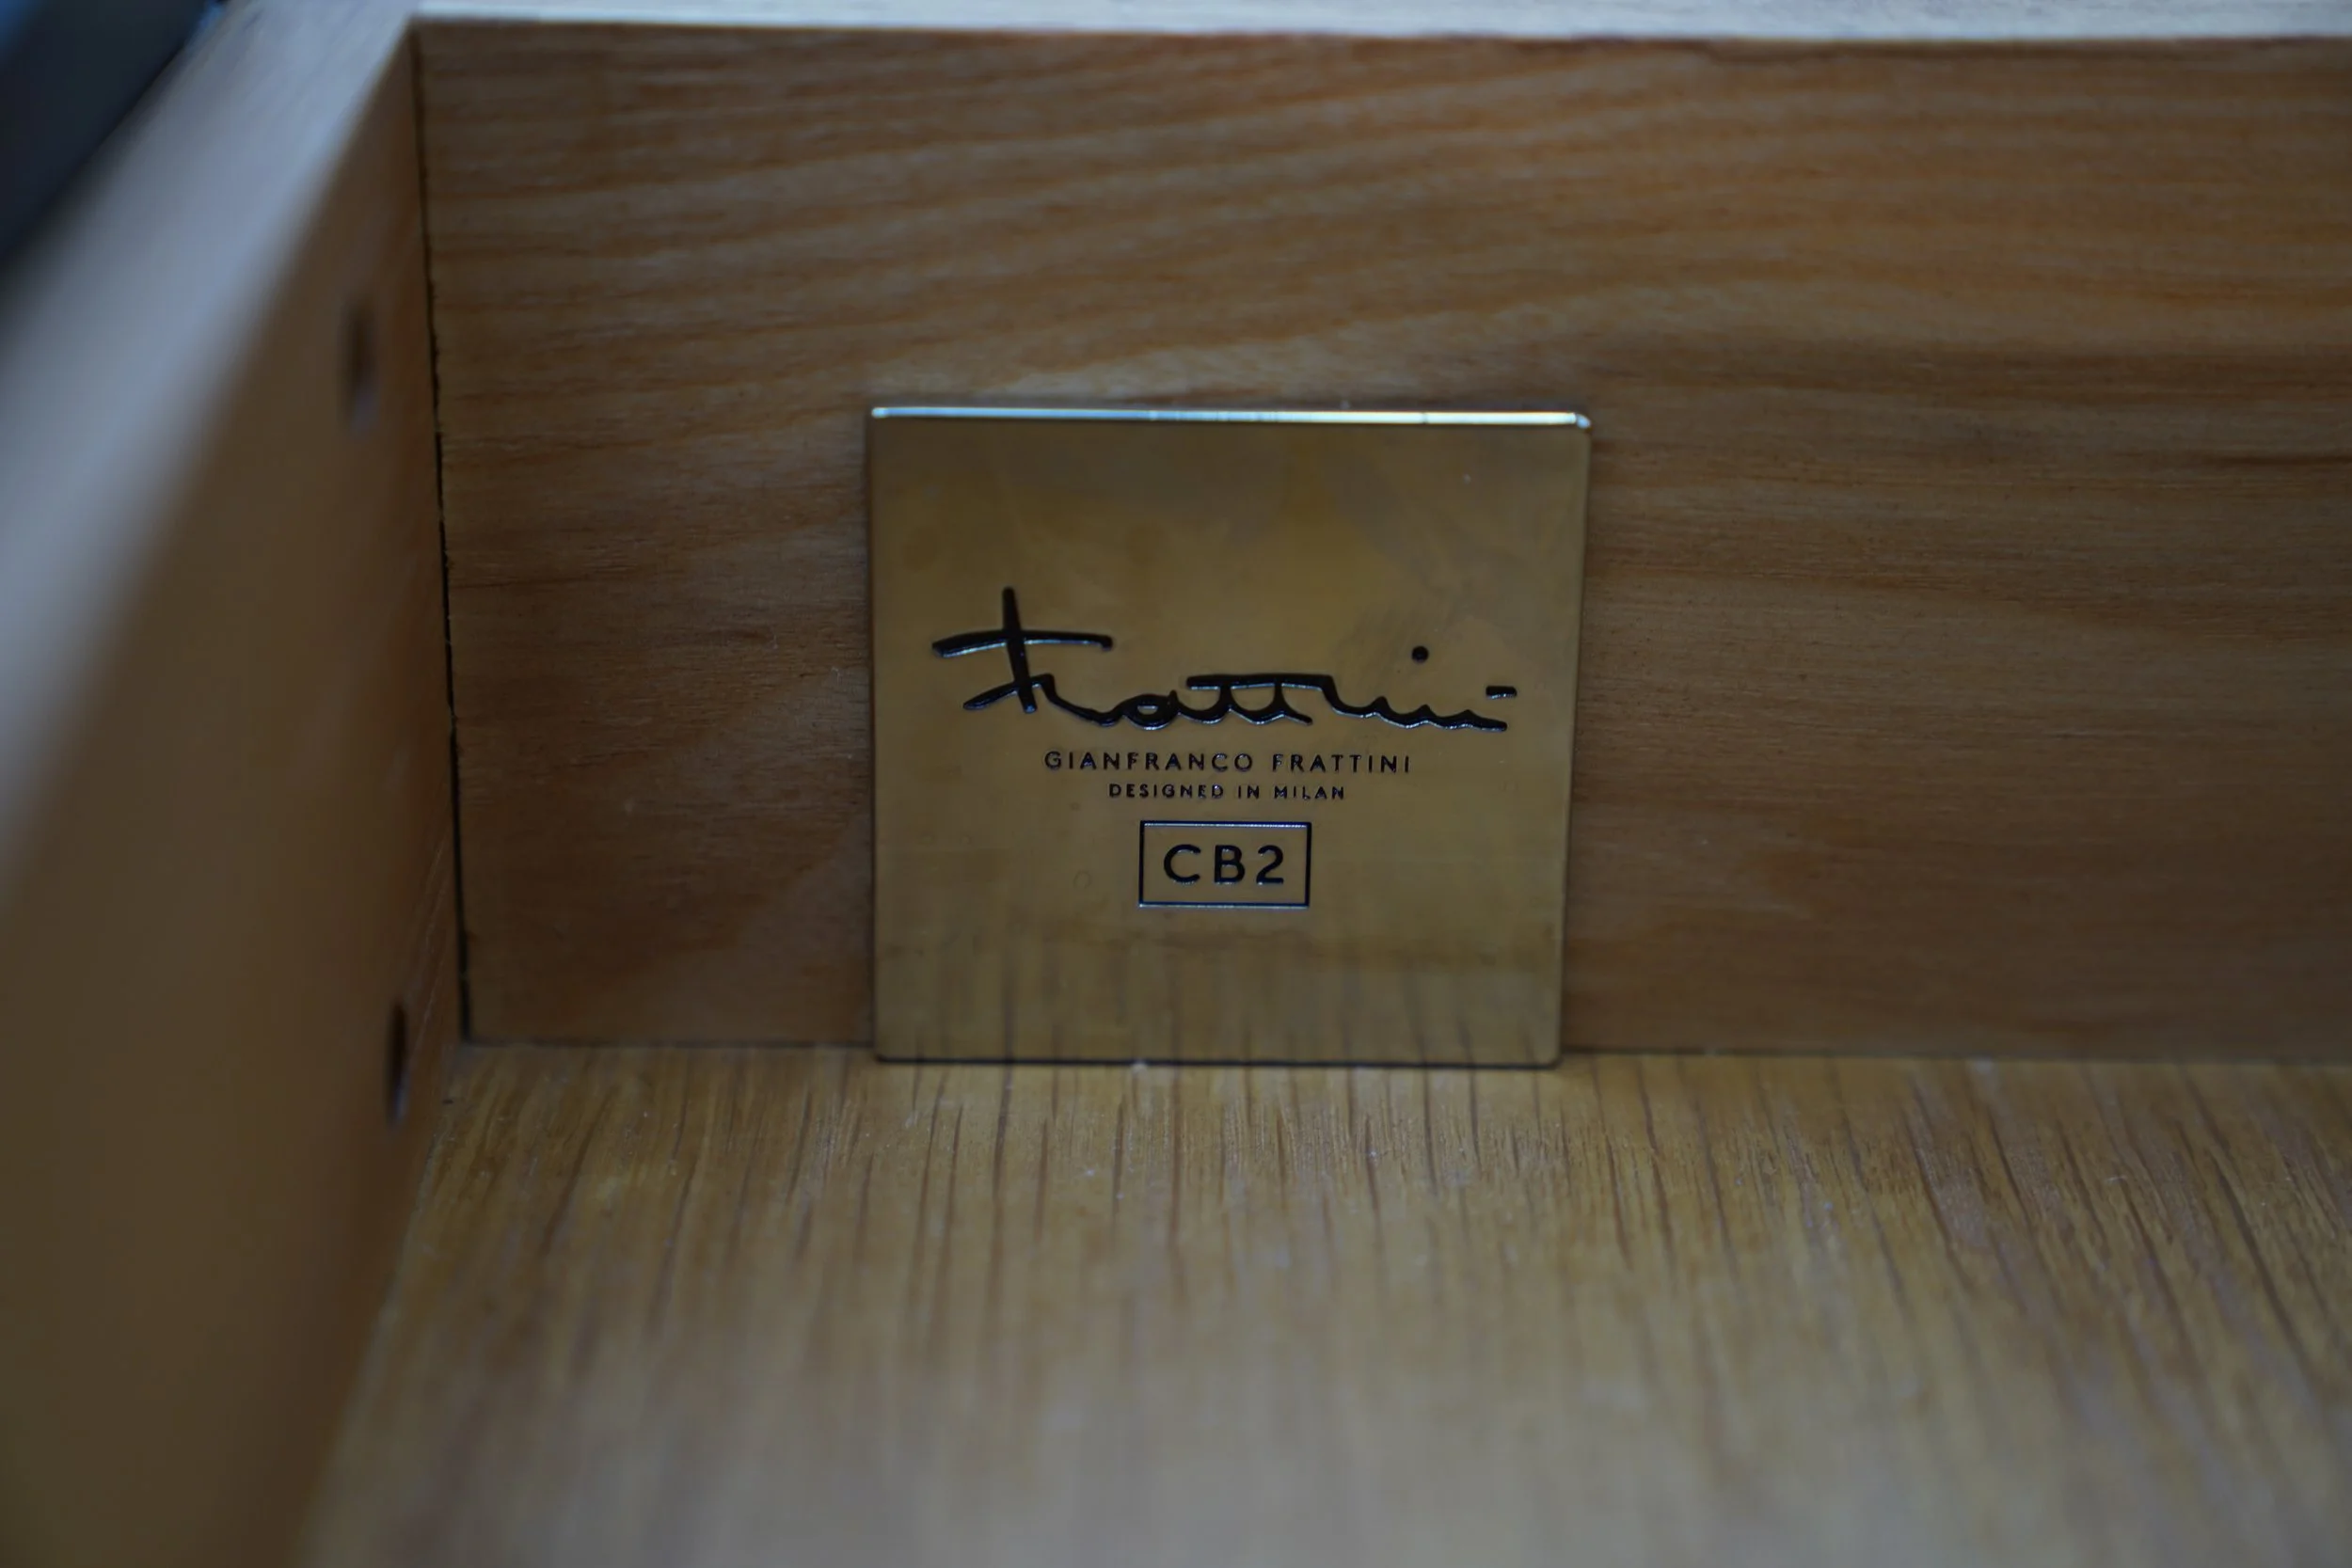 Frattini
GIANFRANCO FRATTINI
DESIGNED IN MILAN
CB2